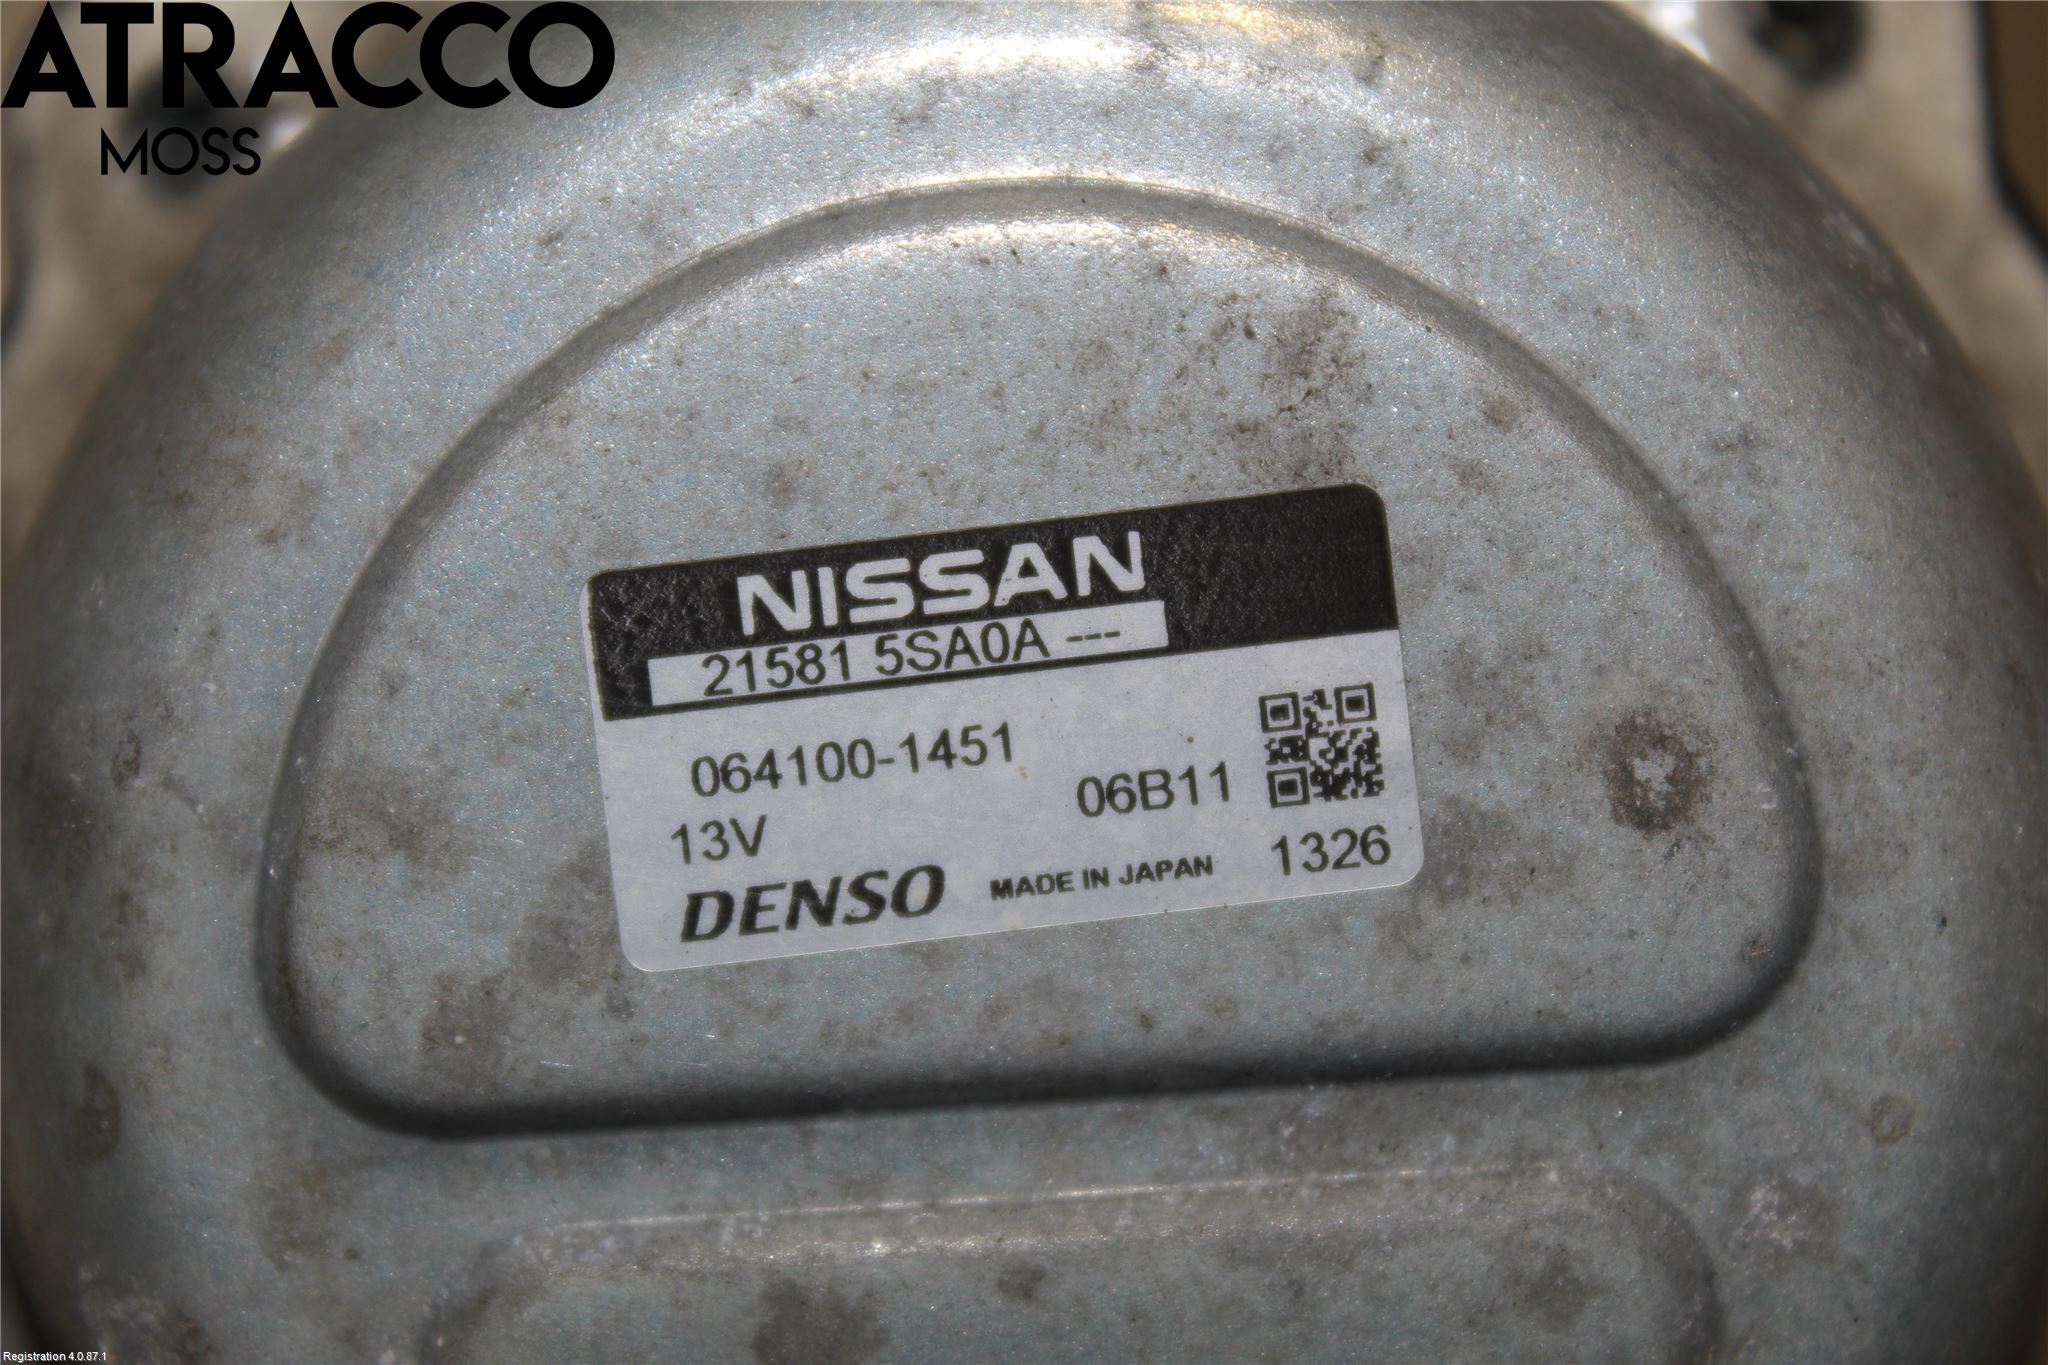 ATRACCO
MOSS
NISSAN
21581 5SA0A ---
064100-1451
06B11
13V
1326
DENSO
MADE IN JAPAN
Registration 4.0.87.1